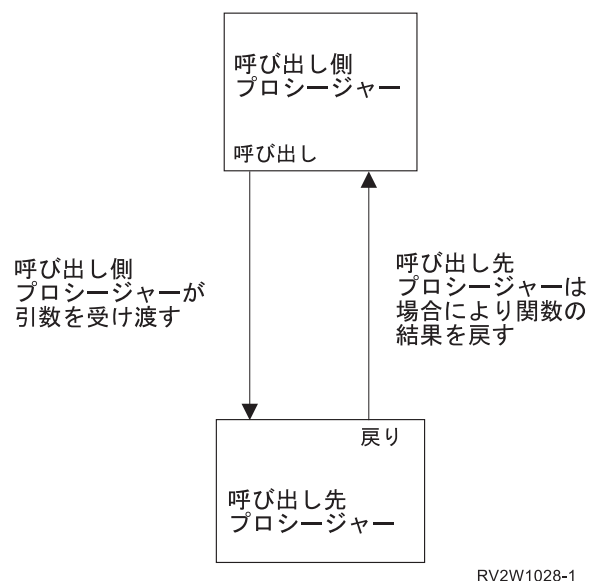 呼び出し側
プロシージャー
呼び出し
呼び出し側
プロシージャーが
引数を受け渡す
呼び出し先
プロシージャーは
場合により関数の
結果を戻す
戻り
呼び出し先
プロシージャー
RV2W1028-1